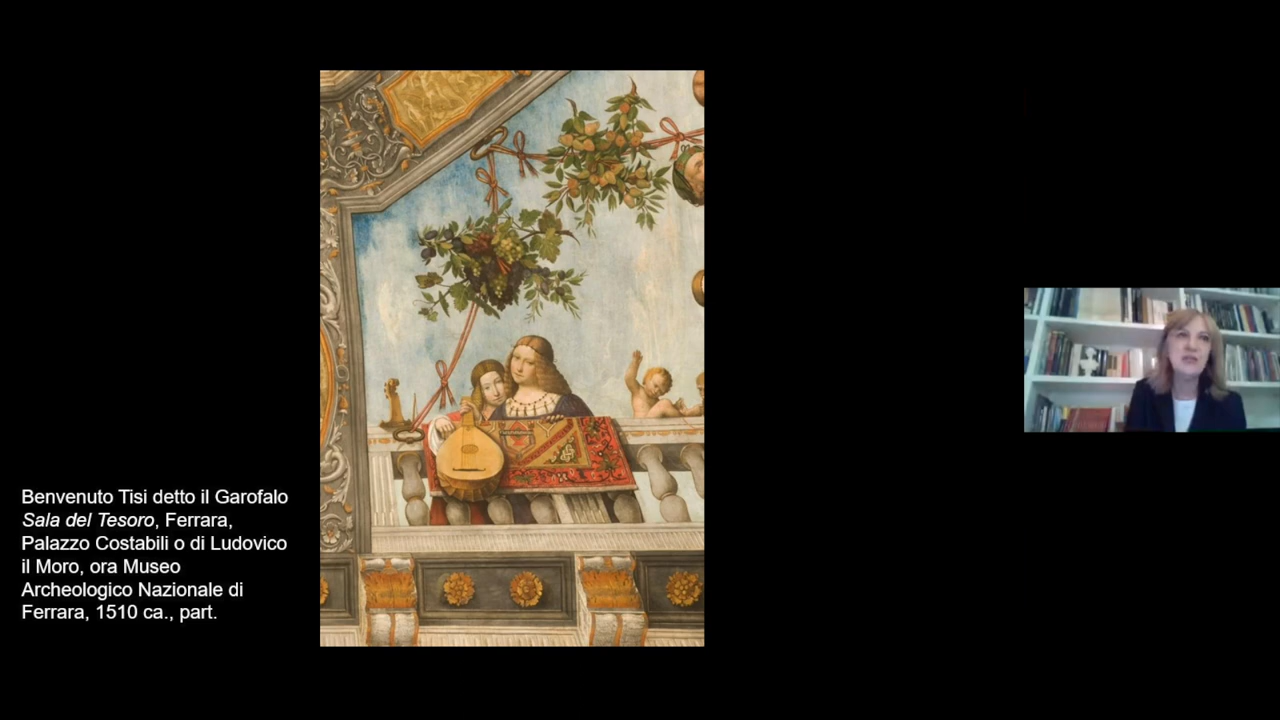 Benvenuto Tisi detto il Garofalo
Sala del Tesoro, Ferrara,
Palazzo Costabili o di Ludovico
il Moro, ora Museo
Archeologico Nazionale di
Ferrara, 1510 ca., part.